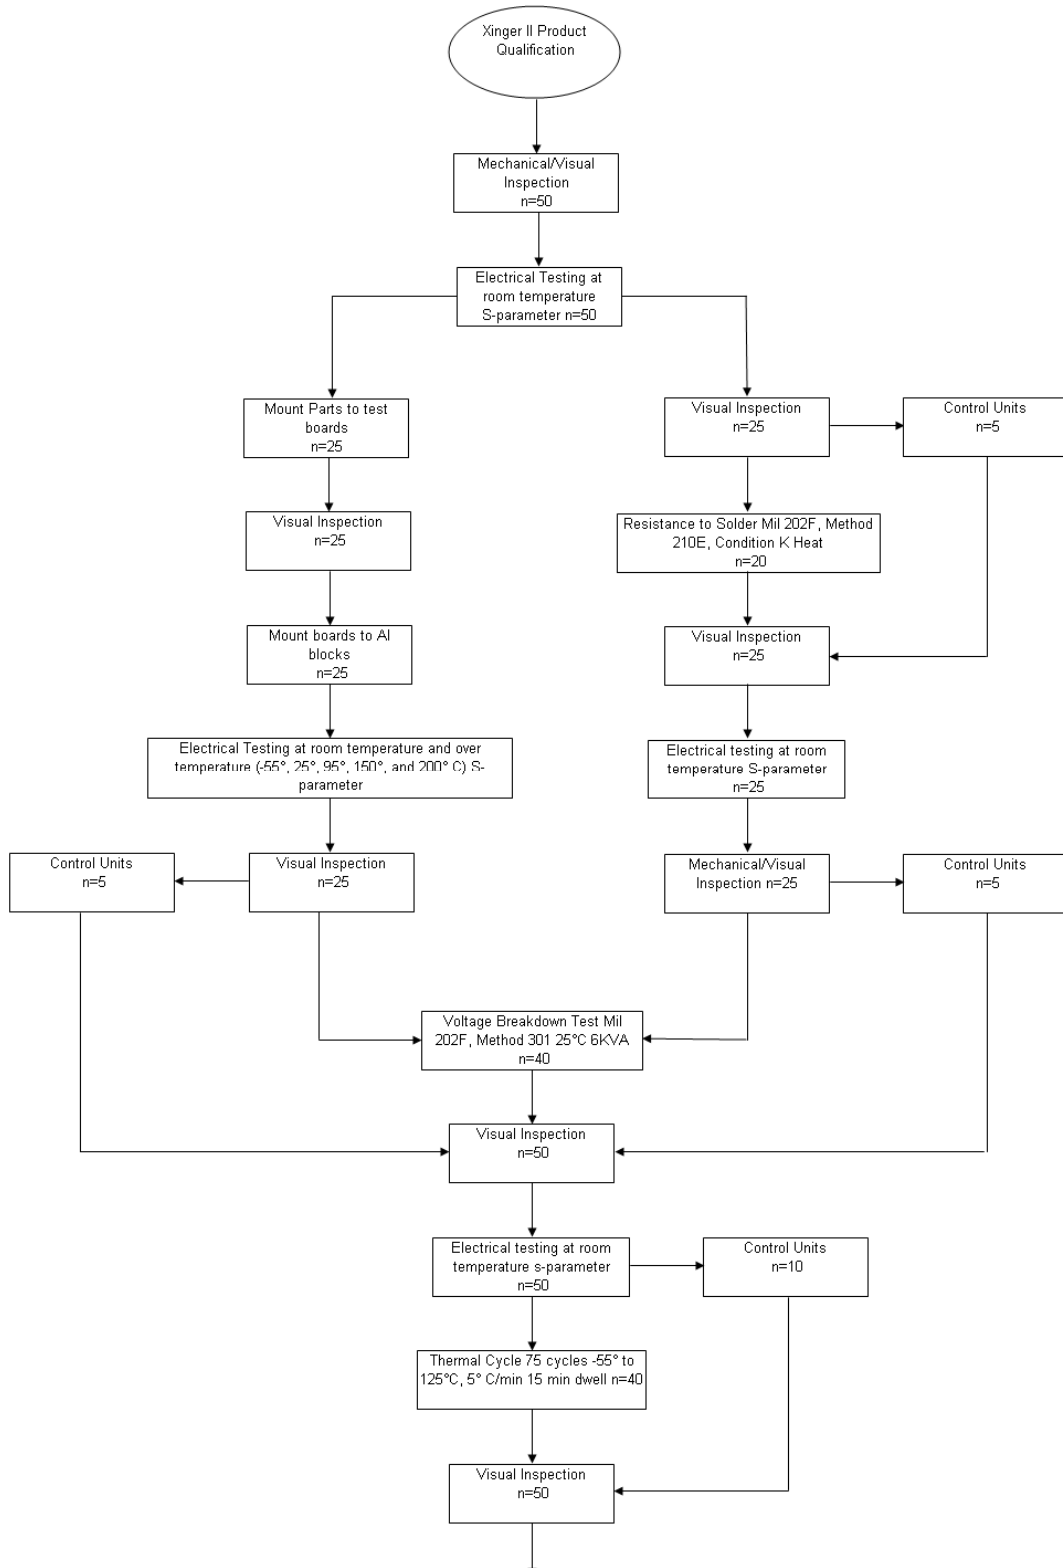 Xinger II Product
Qualification
Mechanical/Visual
Inspection
n=50
Electrical Testing at
room temperature
S-parameter n=50
Mount Parts to test
boards
n=25
Visual Inspection
n=25
Control Units
n=5
Visual Inspection
n=25
Resistance to Solder Mil 202F, Method
210E, Condition K Heat
n=20
Mount boards to Al
blocks
n=25
Visual Inspection
n=25
Electrical Testing at room temperature and over
temperature (-55°, 25°, 95°, 150°, and 200° C) S-
parameter
Electrical testing at room
temperature S-parameter
n=25
Control Units
n=5
Visual Inspection
n=25
Mechanical/Visual
Inspection n=25
Control Units
n=5
Voltage Breakdown Test Mil
202F, Method 301 25°C 6KVA
n=40
Visual Inspection
n=50
Electrical testing at room
temperature s-parameter
n=50
Control Units
n=10
Thermal Cycle 75 cycles -55° to
125°C, 5° C/min 15 min dwell n=40
Visual Inspection
n=50